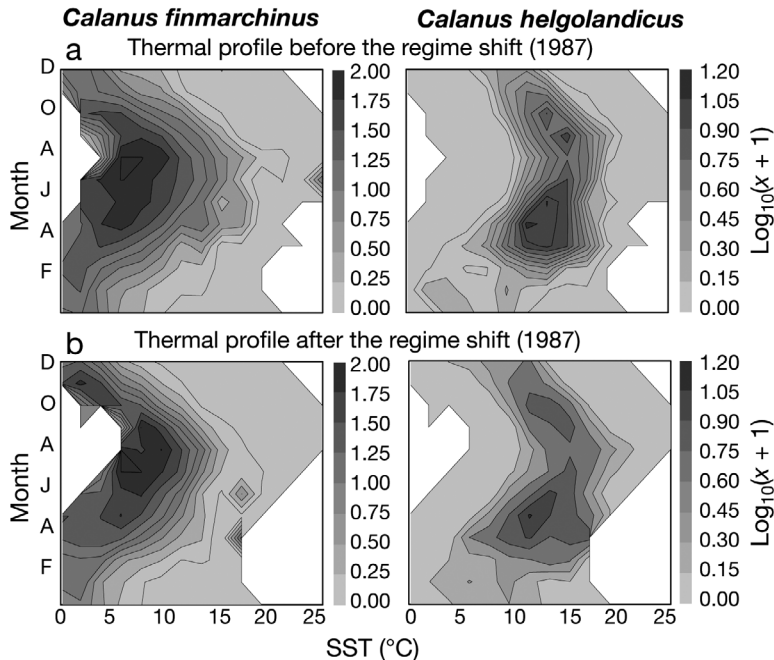 Calanus finmarchinus Calanus helgolandicus
a Thermal profile before the regime shift (1987)
D
O
A
J
A
F
Month
2.00
1.75
1.50
1.25
1.00
0.75
0.50
0.25
0.00
1.20
1.05
0.90
0.75
0.60
0.45
0.30
0.15
0.00
Log10(x + 1)
b Thermal profile after the regime shift (1987)
D
O
A
J
A
F
Month
2.00
1.75
1.50
1.25
1.00
0.75
0.50
0.25
0.00
1.20
1.05
0.90
0.75
0.60
0.45
0.30
0.15
0.00
Log10(x + 1)
0 5 10 15 20 25 0 5 10 15 20 25
SST (°C)